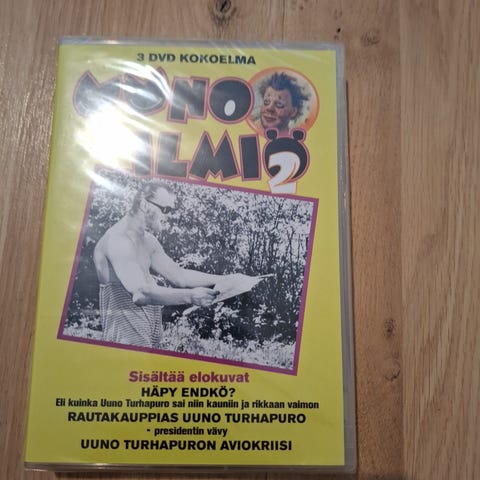 3 DVD KOKOELMA
UUNO
ILMIÖ
2
Sisältää elokuvat
HÄPY ENDKÖ?
Eli kuinka Uuno Turhapuro sai niin kauniin ja rikkaan vaimon
RAUTAKAUPPIAS UUNO TURHAPURO
- presidentin vävy
UUNO TURHAPURON AVIOKRIISI